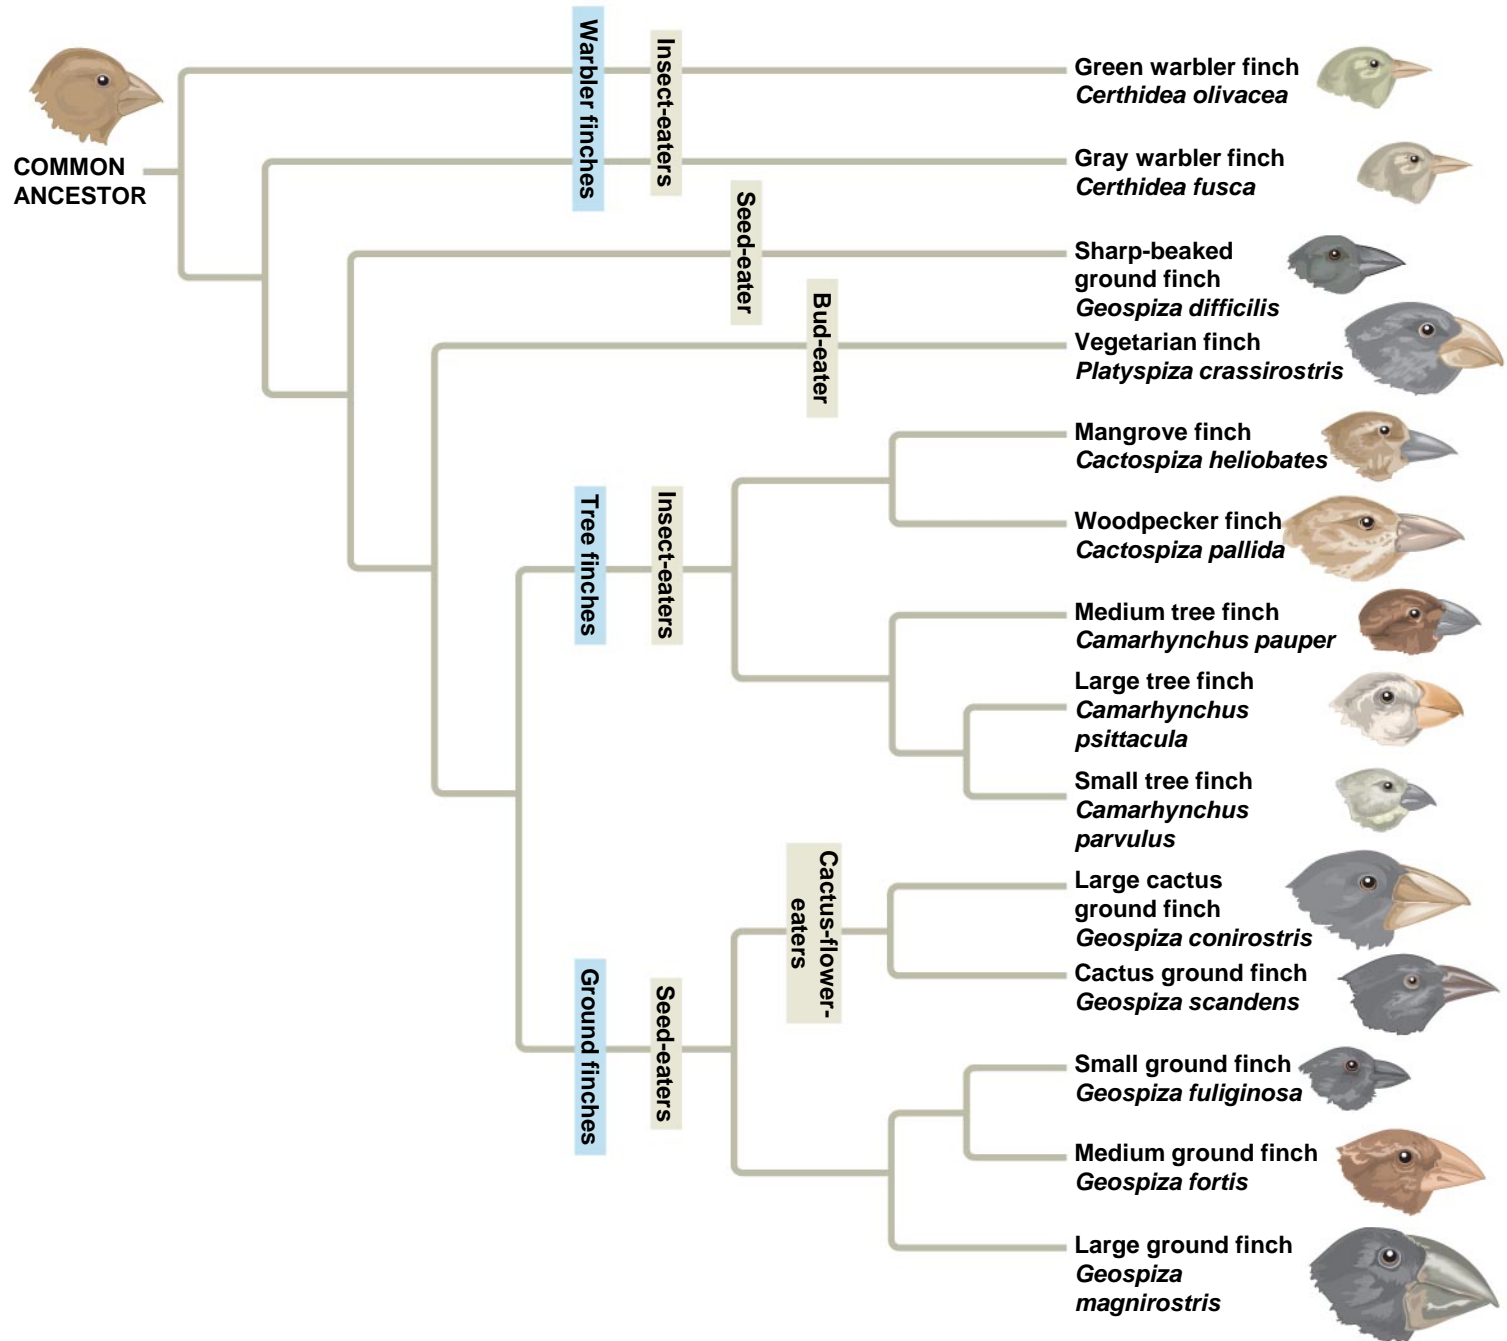 COMMON
ANCESTOR
Warbler finches
Insect-eaters
Green warbler finch
Certhidea olivacea
Gray warbler finch
Certhidea fusca
Seed-eater
Sharp-beaked
ground finch
Geospiza difficilis
Bud-eater
Vegetarian finch
Platyspiza crassirostris
Tree finches
Insect-eaters
Mangrove finch
Cactospiza heliobates
Woodpecker finch
Cactospiza pallida
Medium tree finch
Camarhynchus pauper
Large tree finch
Camarhynchus
psittacula
Small tree finch
Camarhynchus
parvulus
Ground finches
Seed-eaters
Cactus-flower-
eaters
Large cactus
ground finch
Geospiza conirostris
Cactus ground finch
Geospiza scandens
Small ground finch
Geospiza fuliginosa
Medium ground finch
Geospiza fortis
Large ground finch
Geospiza
magnirostris